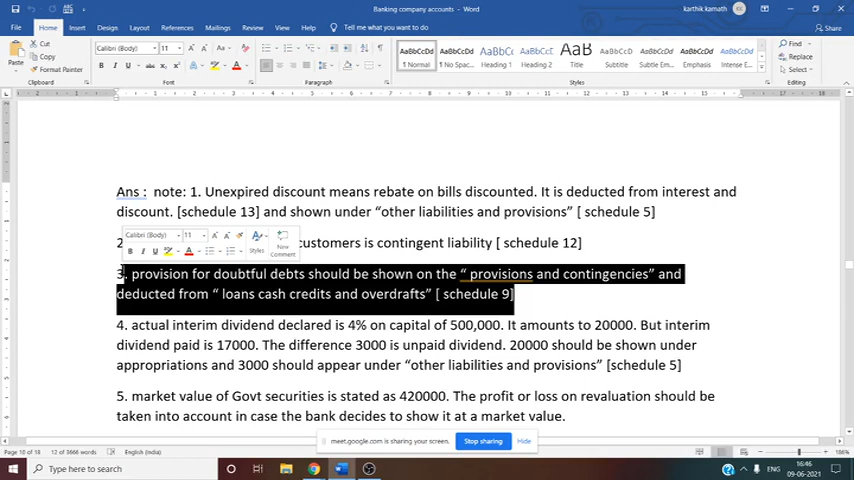 Banking company accounts - Word
karthik kamath
KK
File Home Insert Draw Design Layout References Mailings Review View Help Tell me what you want to do
Share
Paste
Cut
Copy
Format Painter
Clipboard
Calibri (Body) 11
Font
Paragraph
AaBbCcDd AaBbCcDd AaBbCc AaBbCcD AaB AaBbCcD AaBbCcDd AaBbCcDd AaBbCcDd
¶ Normal ¶ No Spac... Heading 1 Heading 2 Title Subtitle Subtle Em... Emphasis Intense E...
Styles
Find
Replace
Select
Editing
Ans : note: 1. Unexpired discount means rebate on bills discounted. It is deducted from interest and
discount. [schedule 13] and shown under “other liabilities and provisions” [ schedule 5]
2 customers is contingent liability [ schedule 12]
Calibri (Body) 11
Styles
New
Comment
3. provision for doubtful debts should be shown on the “ provisions and contingencies” and
deducted from “ loans cash credits and overdrafts” [ schedule 9]
4. actual interim dividend declared is 4% on capital of 500,000. It amounts to 20000. But interim
dividend paid is 17000. The difference 3000 is unpaid dividend. 20000 should be shown under
appropriations and 3000 should appear under “other liabilities and provisions” [schedule 5]
5. market value of Govt securities is stated as 420000. The profit or loss on revaluation should be
taken into account in case the bank decides to show it at a market value.
meet.google.com is sharing your screen. Stop sharing Hide
Page 10 of 18 12 of 3666 words English (India) 186%
Type here to search
ENG
16:46
09-06-2021